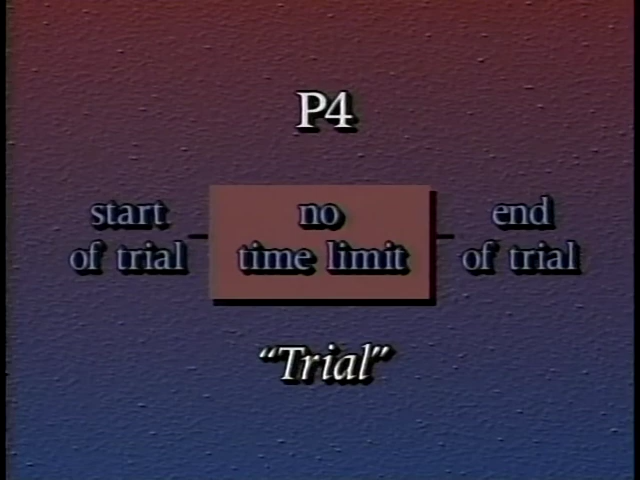 P4
start
of trial
no
time limit
end
of trial
“Trial”